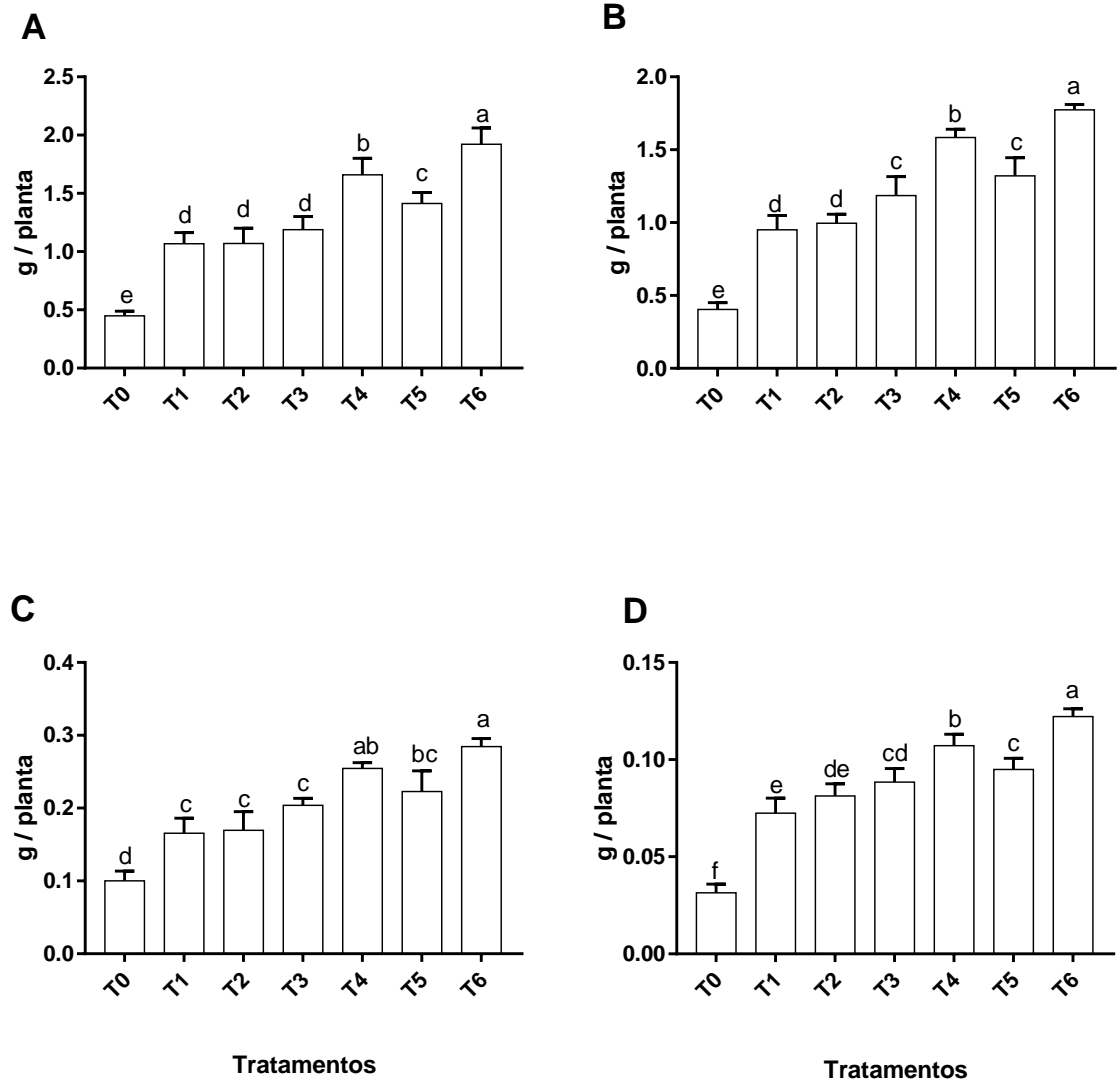 A
g / planta
2.5
2.0
1.5
1.0
0.5
0.0
e
d
d
d
b
c
a
T0
T1
T2
T3
T4
T5
T6
B
g / planta
2.0
1.5
1.0
0.5
0.0
e
d
d
c
b
c
a
T0
T1
T2
T3
T4
T5
T6
C
g / planta
0.4
0.3
0.2
0.1
0.0
d
c
c
c
ab
bc
a
T0
T1
T2
T3
T4
T5
T6
Tratamentos
D
g / planta
0.15
0.10
0.05
0.00
f
e
de
cd
b
c
a
T0
T1
T2
T3
T4
T5
T6
Tratamentos